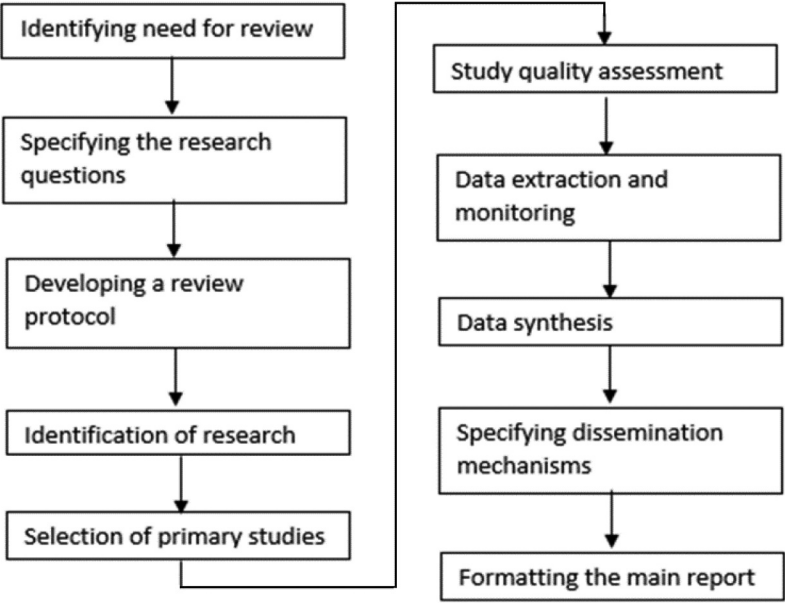 Identifying need for review
Specifying the research
questions
Developing a review
protocol
Identification of research
Selection of primary studies
Study quality assessment
Data extraction and
monitoring
Data synthesis
Specifying dissemination
mechanisms
Formatting the main report